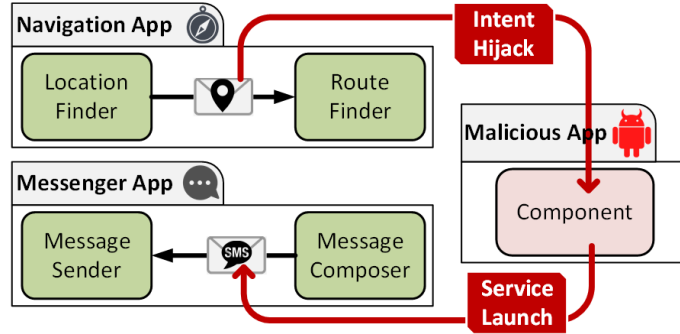 Navigation App
Location
Finder
Route
Finder
Intent
Hijack
Malicious App
Component
Messenger App
Message
Sender
SMS
Message
Composer
Service
Launch